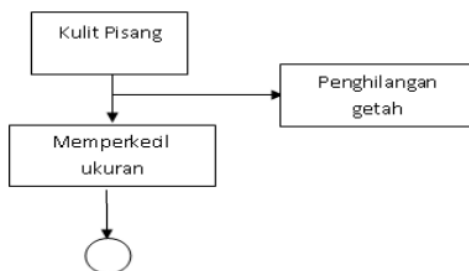 Kulit Pisang
Penghilangan
getah
Memperkecil
ukuran